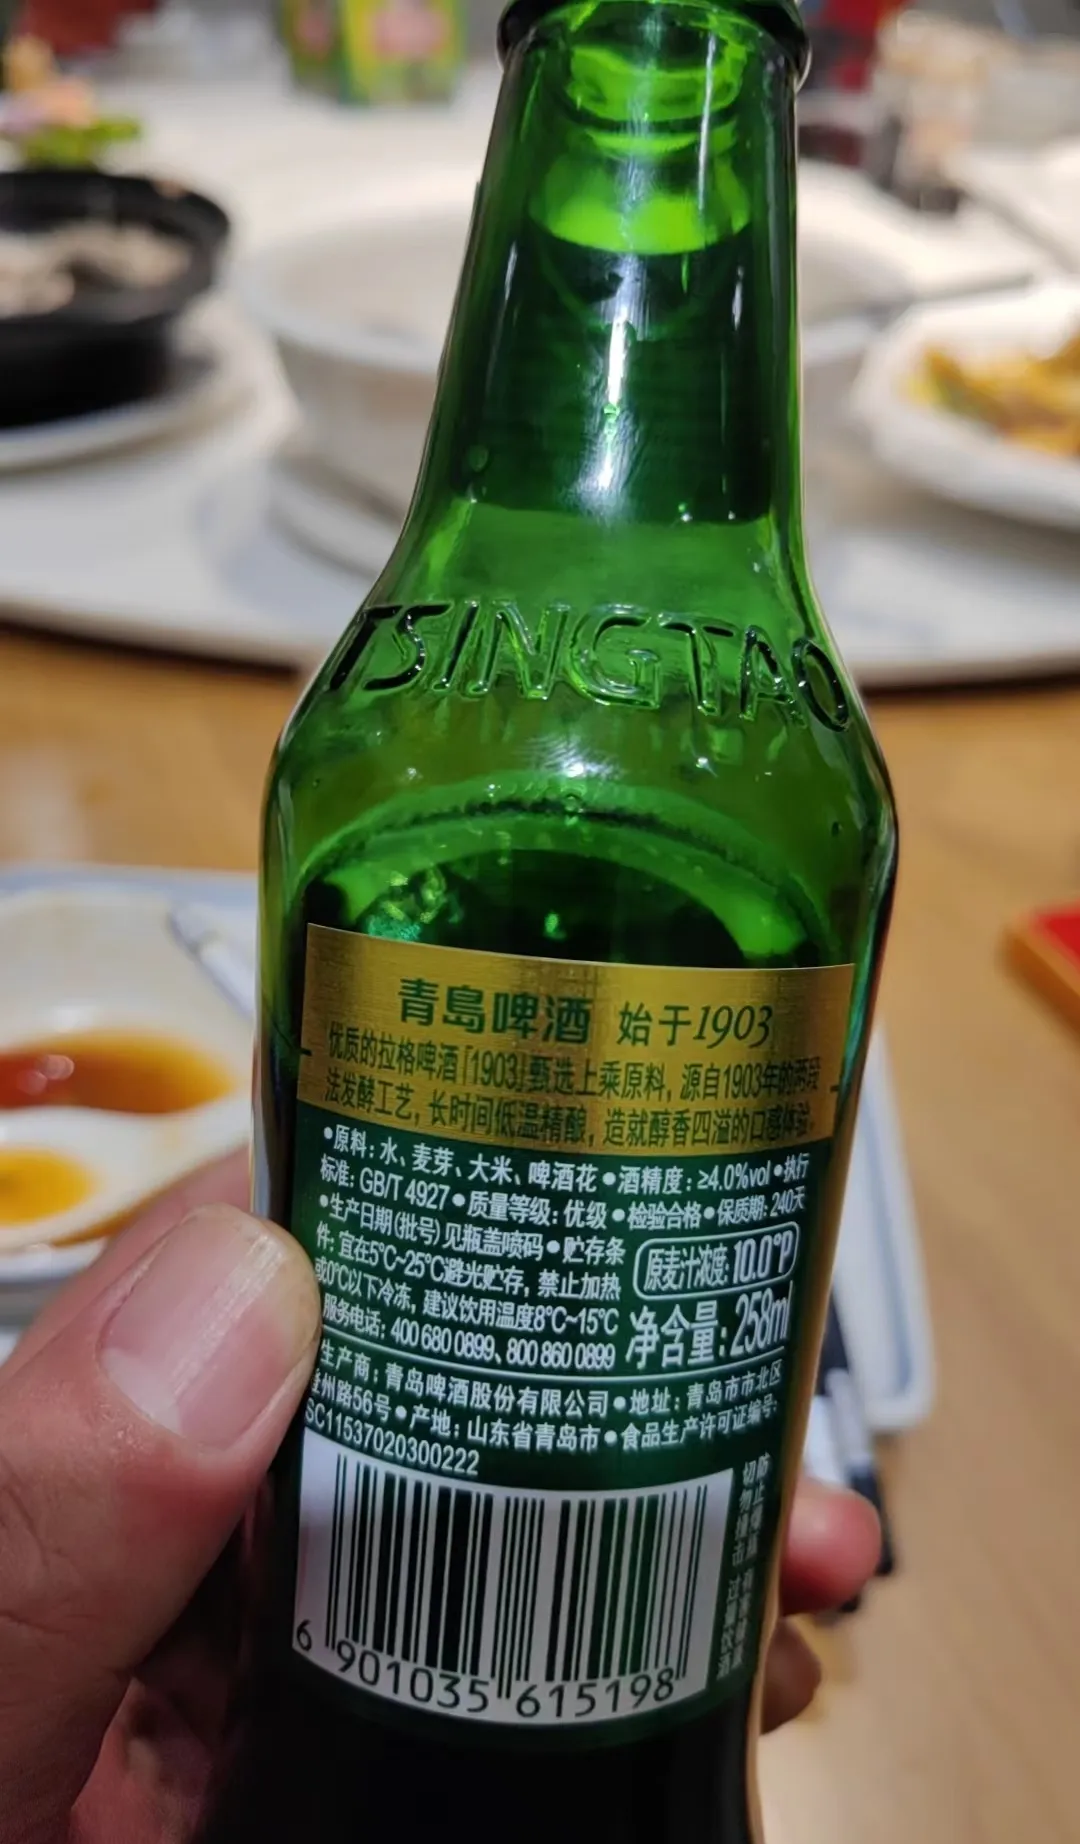 TSINGTAO
青島啤酒 始于1903
优质的拉格啤酒「1903」甄选上乘原料, 源自1903年的两段
法发酵工艺, 长时间低温精酿, 造就醇香四溢的口感体验。
•原料: 水、麦芽、大米、啤酒花•酒精度: ≥4.0%vol•执行
标准: GB/T 4927•质量等级: 优级•检验合格•保质期: 240天
•生产日期(批号)见瓶盖喷码•贮存条
件: 宜在5℃~25℃避光贮存, 禁止加热
或0℃以下冷冻, 建议饮用温度8℃~15℃
服务电话: 400 680 0899、800 860 0899
原麦汁浓度: 10.0°P
净含量: 258ml
生产商: 青岛啤酒股份有限公司•地址: 青岛市市北区
登州路56号•产地: 山东省青岛市•食品生产许可证编号:
SC11537020300222
6 901035 615198